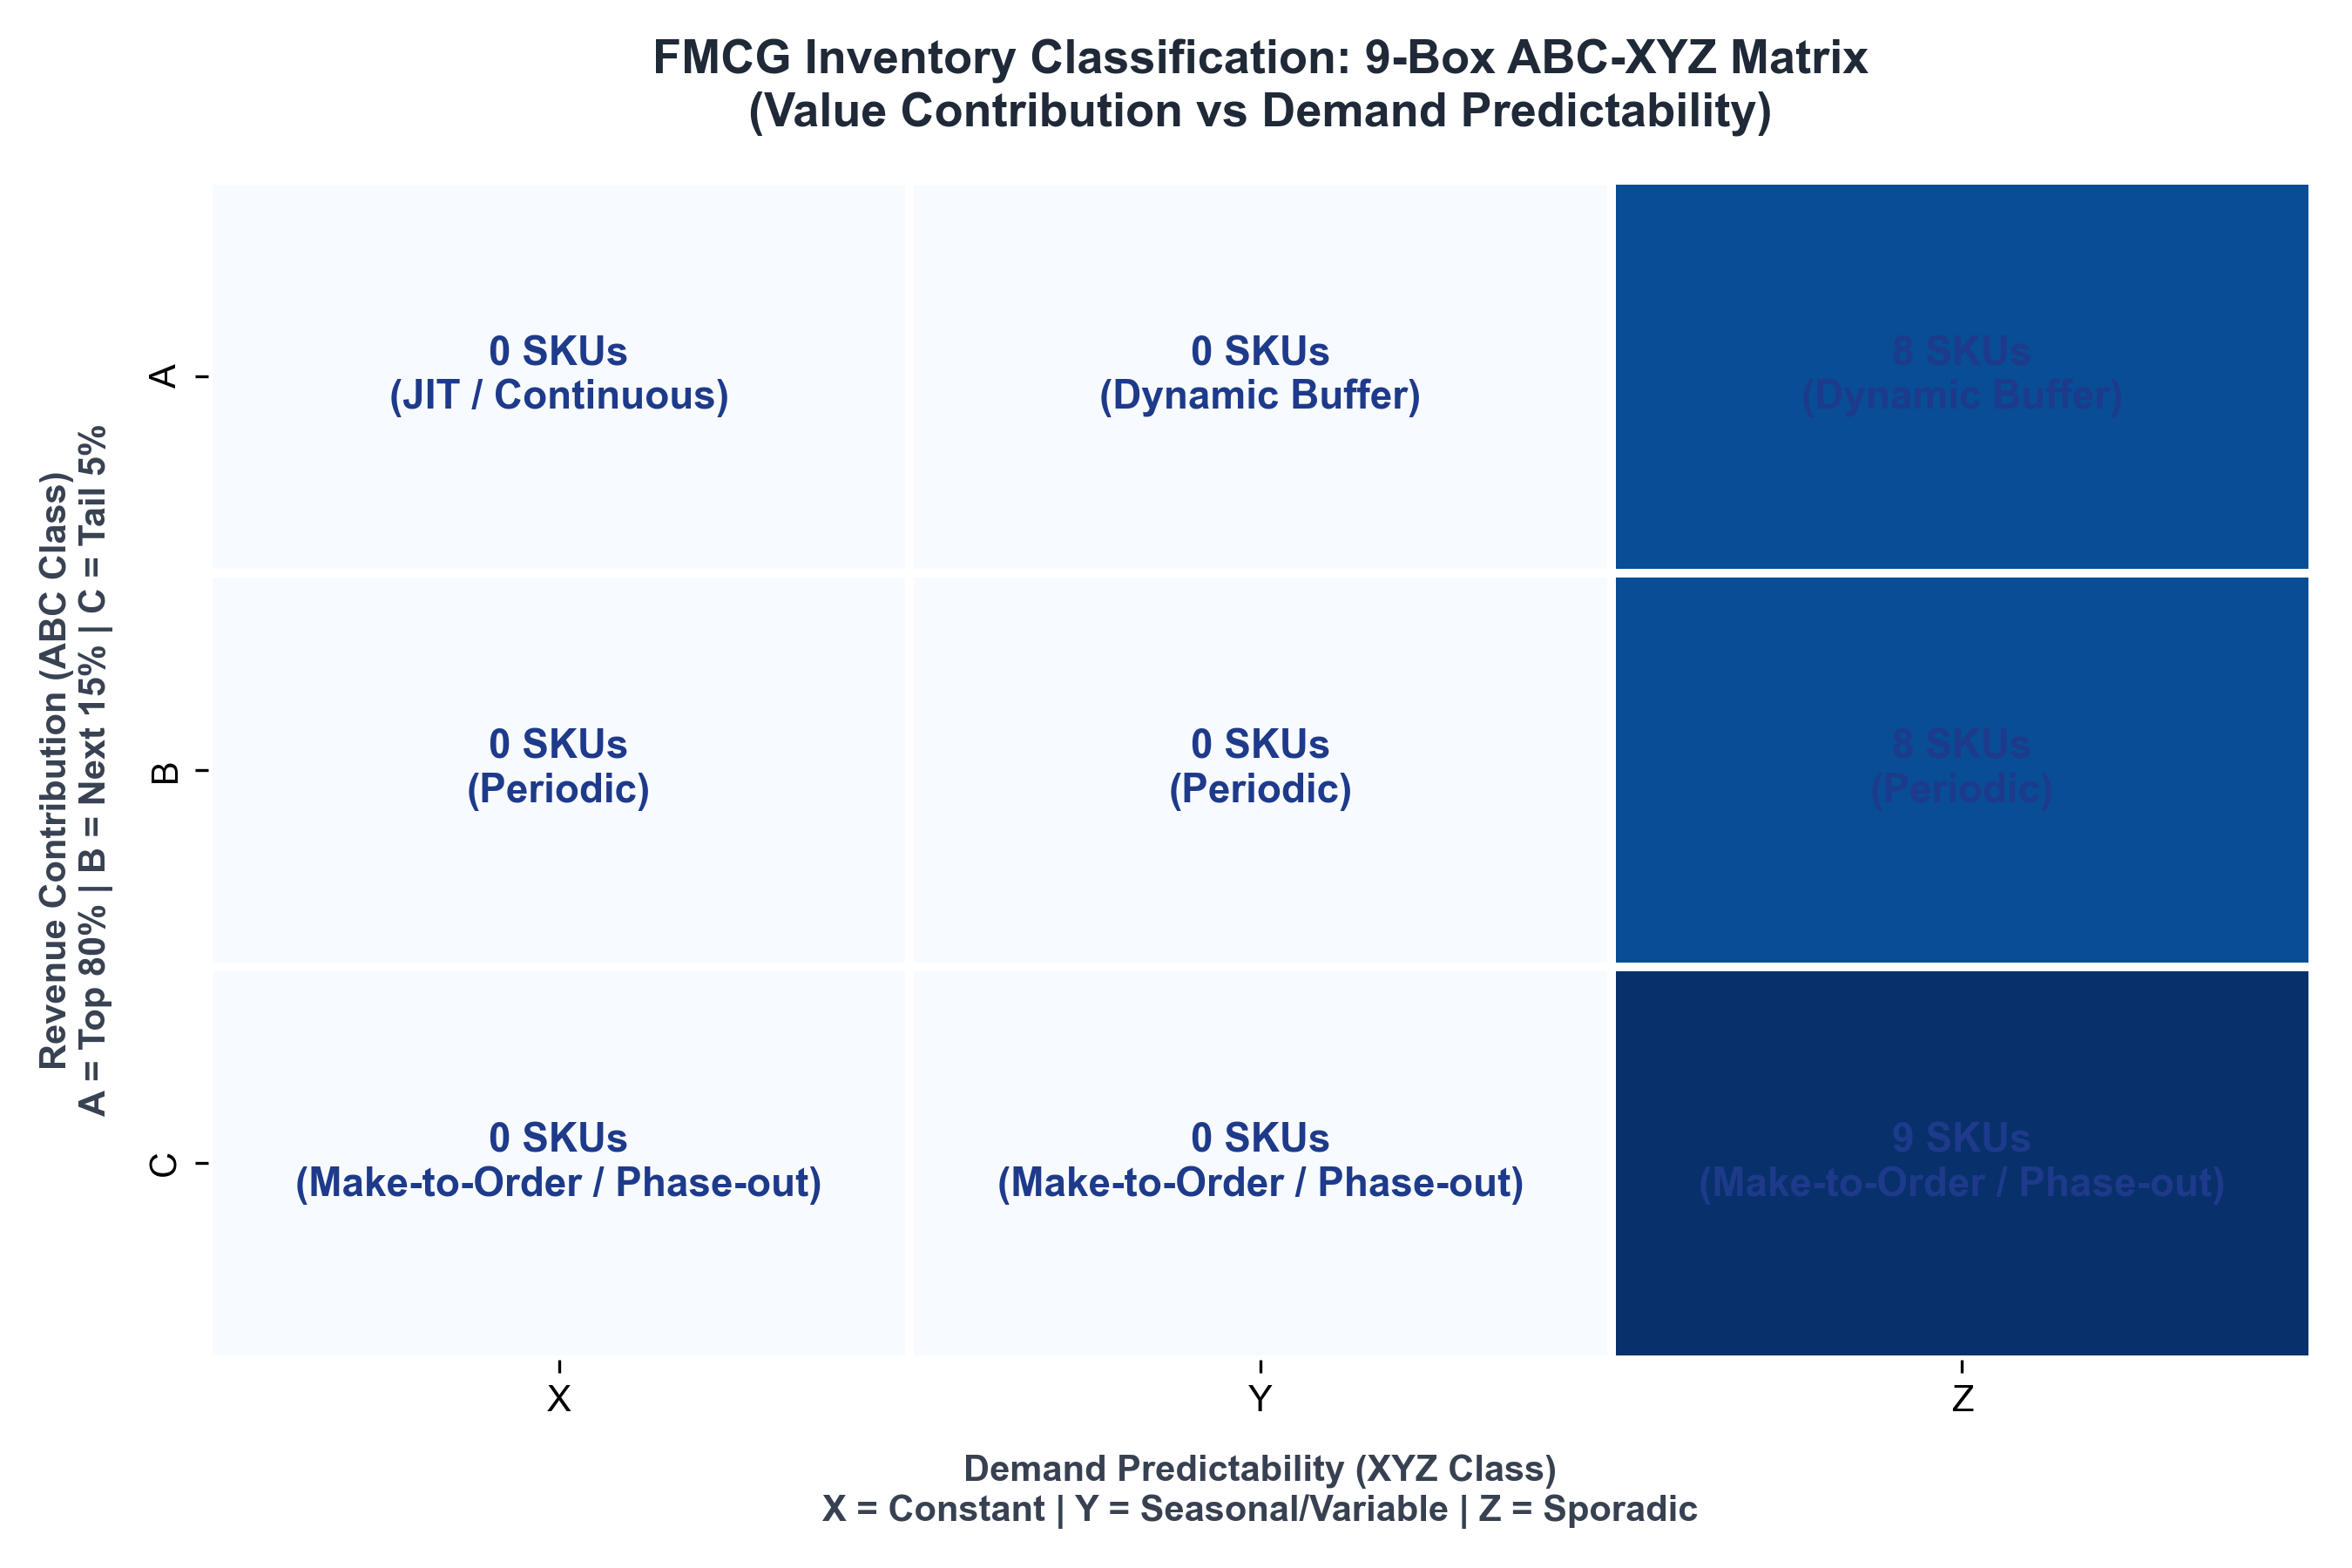 FMCG Inventory Classification: 9-Box ABC-XYZ Matrix
(Value Contribution vs Demand Predictability)
Revenue Contribution (ABC Class)
A = Top 80% | B = Next 15% | C = Tail 5%
A
0 SKUs
(JIT / Continuous)
0 SKUs
(Dynamic Buffer)
8 SKUs
(Dynamic Buffer)
B
0 SKUs
(Periodic)
0 SKUs
(Periodic)
8 SKUs
(Periodic)
C
0 SKUs
(Make-to-Order / Phase-out)
0 SKUs
(Make-to-Order / Phase-out)
9 SKUs
(Make-to-Order / Phase-out)
X
Y
Z
Demand Predictability (XYZ Class)
X = Constant | Y = Seasonal/Variable | Z = Sporadic